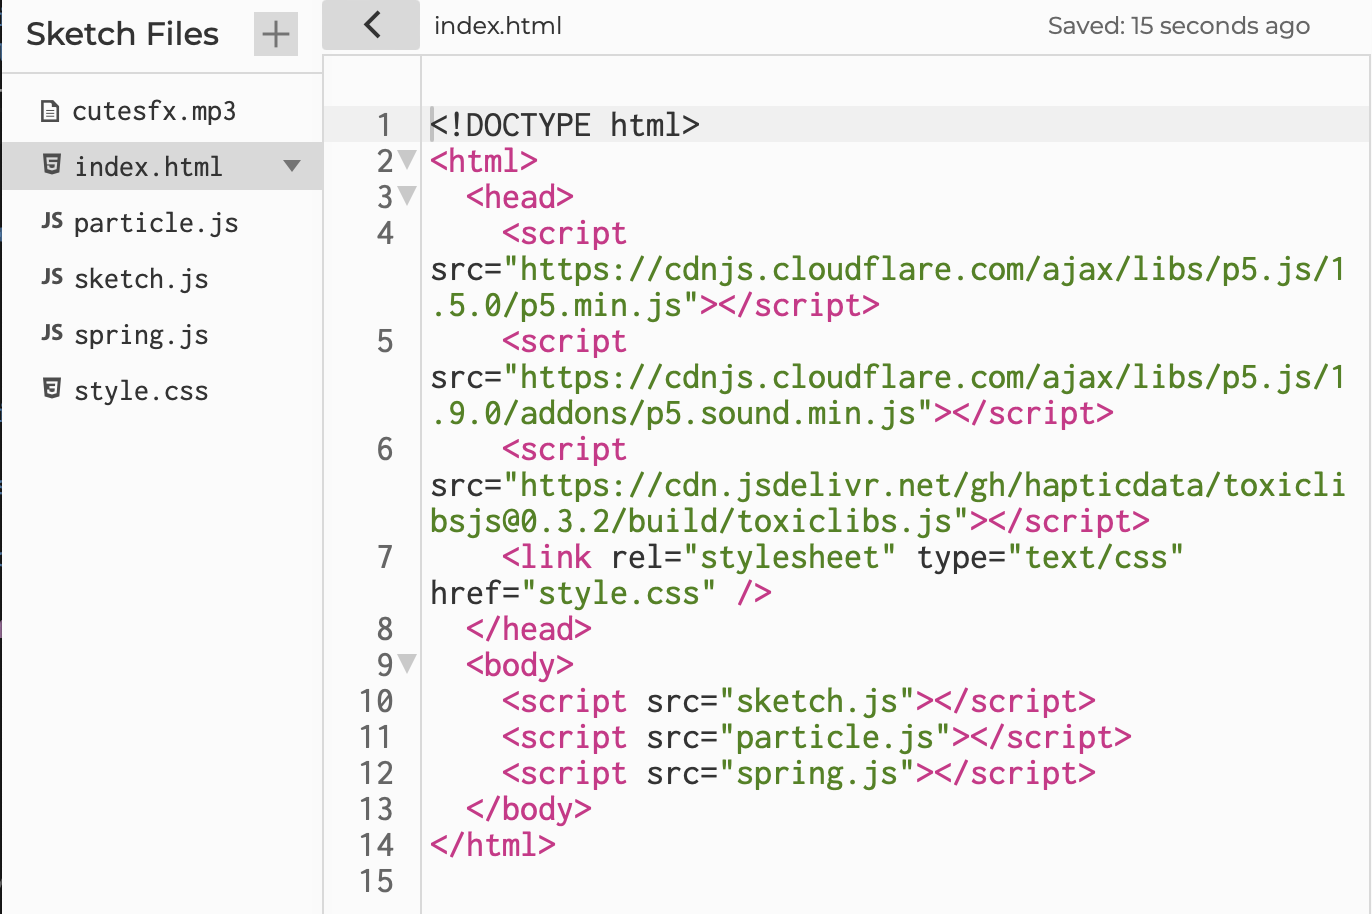 Sketch Files +
index.html
Saved: 15 seconds ago
cutesfx.mp3
index.html
JS particle.js
JS sketch.js
JS spring.js
style.css
1 <!DOCTYPE html>
2 <html>
3 <head>
4 <script
src="https://cdnjs.cloudflare.com/ajax/libs/p5.js/1
.5.0/p5.min.js"></script>
5 <script
src="https://cdnjs.cloudflare.com/ajax/libs/p5.js/1
.9.0/addons/p5.sound.min.js"></script>
6 <script
src="https://cdn.jsdelivr.net/gh/hapticdata/toxicli
bsjs@0.3.2/build/toxiclibs.js"></script>
7 <link rel="stylesheet" type="text/css"
href="style.css" />
8 </head>
9 <body>
10 <script src="sketch.js"></script>
11 <script src="particle.js"></script>
12 <script src="spring.js"></script>
13 </body>
14 </html>
15